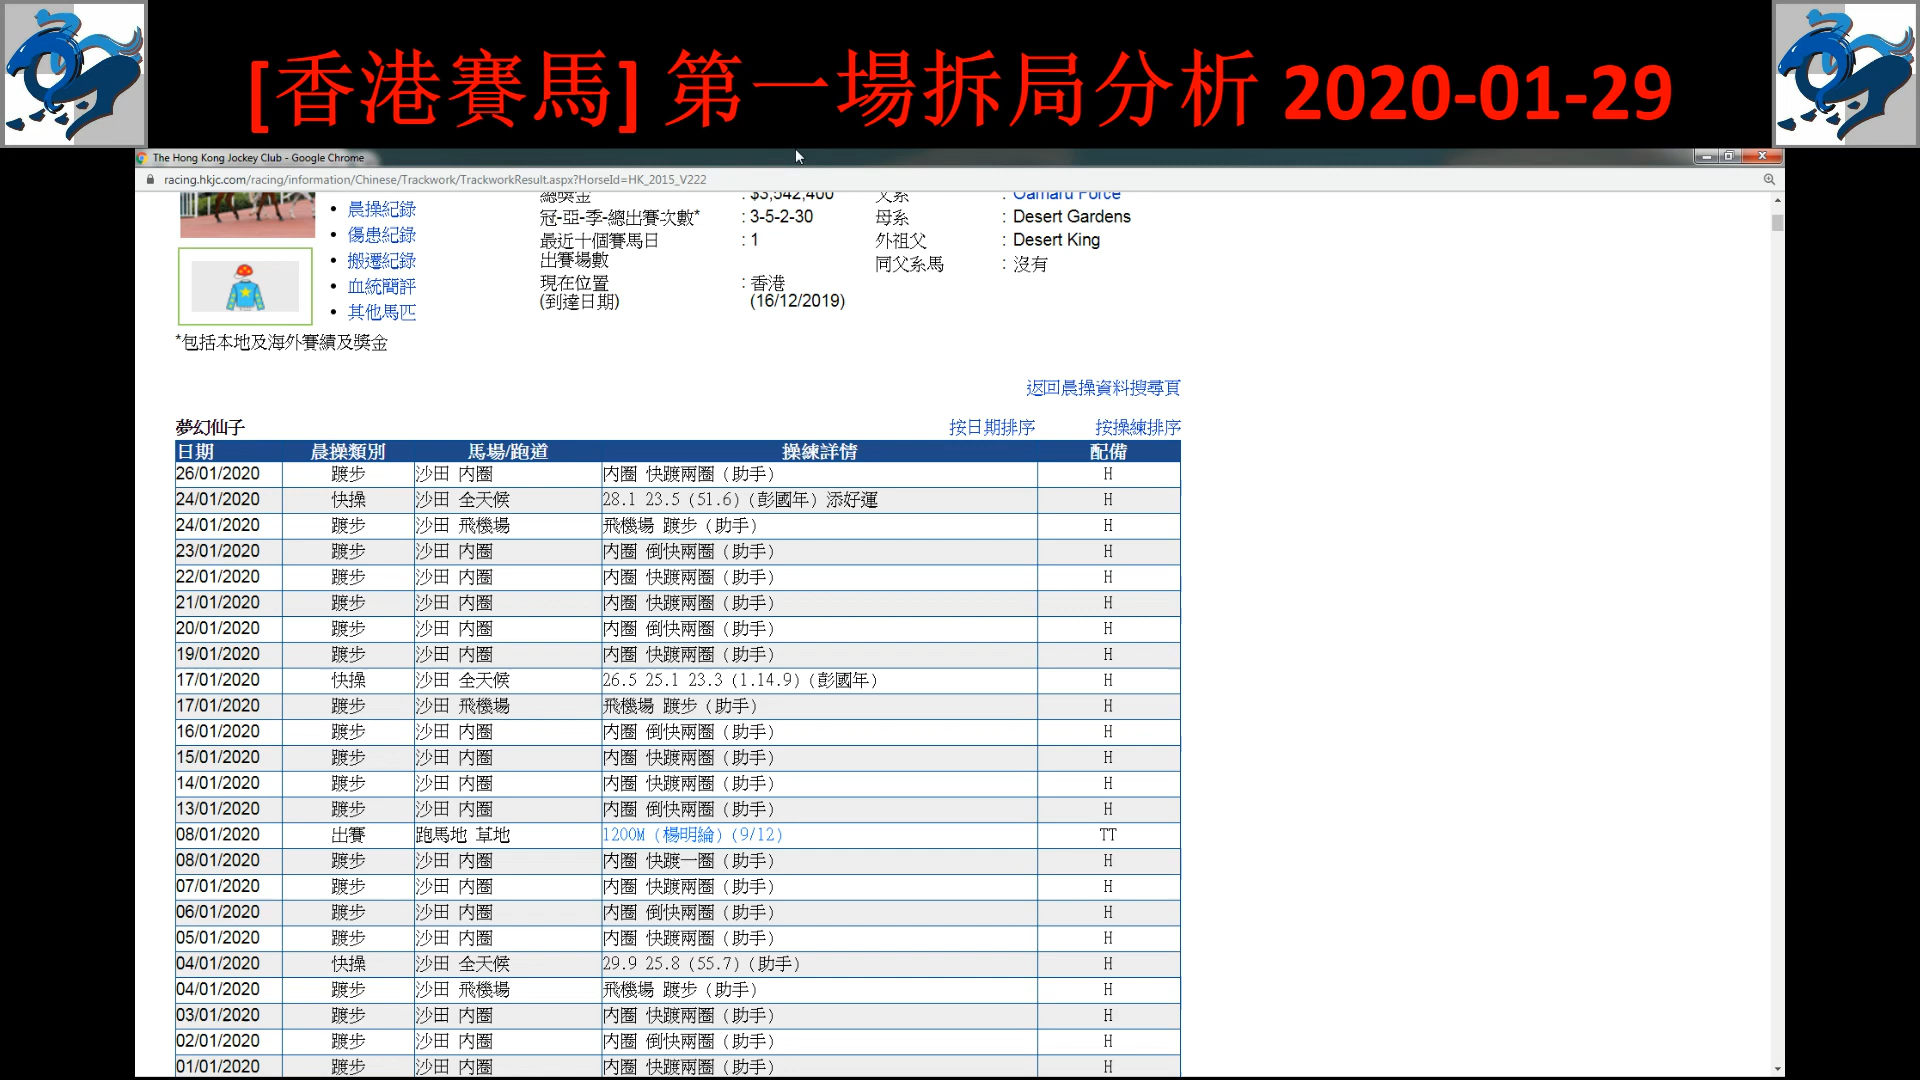 [香港賽馬] 第一場拆局分析 2020-01-29
The Hong Kong Jockey Club - Google Chrome
racing.hkjc.com/racing/information/Chinese/Trackwork/TrackworkResult.aspx?HorseId=HK_2015_V222
總獎金 : $3,542,400 父系 : Oamaru Force
• 晨操紀錄 冠-亞-季-總出賽次數* : 3-5-2-30 母系 : Desert Gardens
• 傷患紀錄 最近十個賽馬日 : 1 外祖父 : Desert King
• 搬遷紀錄 出賽場數 同父系馬 : 沒有
• 血統簡評 現在位置 : 香港
• 其他馬匹 (到達日期) (16/12/2019)
*包括本地及海外賽績及獎金
返回晨操資料搜尋頁
夢幻仙子 按日期排序 按操練排序
日期 晨操類別 馬場/跑道 操練詳情 配備
26/01/2020 踱步 沙田 內圈 內圈 快踱兩圈 (助手) H
24/01/2020 快操 沙田 全天候 28.1 23.5 (51.6) (彭國年) 添好運 H
24/01/2020 踱步 沙田 飛機場 飛機場 踱步 (助手) H
23/01/2020 踱步 沙田 內圈 內圈 倒快兩圈 (助手) H
22/01/2020 踱步 沙田 內圈 內圈 快踱兩圈 (助手) H
21/01/2020 踱步 沙田 內圈 內圈 快踱兩圈 (助手) H
20/01/2020 踱步 沙田 內圈 內圈 倒快兩圈 (助手) H
19/01/2020 踱步 沙田 內圈 內圈 快踱兩圈 (助手) H
17/01/2020 快操 沙田 全天候 26.5 25.1 23.3 (1.14.9) (彭國年) H
17/01/2020 踱步 沙田 飛機場 飛機場 踱步 (助手) H
16/01/2020 踱步 沙田 內圈 內圈 倒快兩圈 (助手) H
15/01/2020 踱步 沙田 內圈 內圈 快踱兩圈 (助手) H
14/01/2020 踱步 沙田 內圈 內圈 快踱兩圈 (助手) H
13/01/2020 踱步 沙田 內圈 內圈 倒快兩圈 (助手) H
08/01/2020 出賽 跑馬地 草地 1200M (楊明綸) (9/12) TT
08/01/2020 踱步 沙田 內圈 內圈 快踱一圈 (助手) H
07/01/2020 踱步 沙田 內圈 內圈 快踱兩圈 (助手) H
06/01/2020 踱步 沙田 內圈 內圈 倒快兩圈 (助手) H
05/01/2020 踱步 沙田 內圈 內圈 快踱兩圈 (助手) H
04/01/2020 快操 沙田 全天候 29.9 25.8 (55.7) (助手) H
04/01/2020 踱步 沙田 飛機場 飛機場 踱步 (助手) H
03/01/2020 踱步 沙田 內圈 內圈 快踱兩圈 (助手) H
02/01/2020 踱步 沙田 內圈 內圈 倒快兩圈 (助手) H
01/01/2020 踱步 沙田 內圈 內圈 快踱兩圈 (助手) H